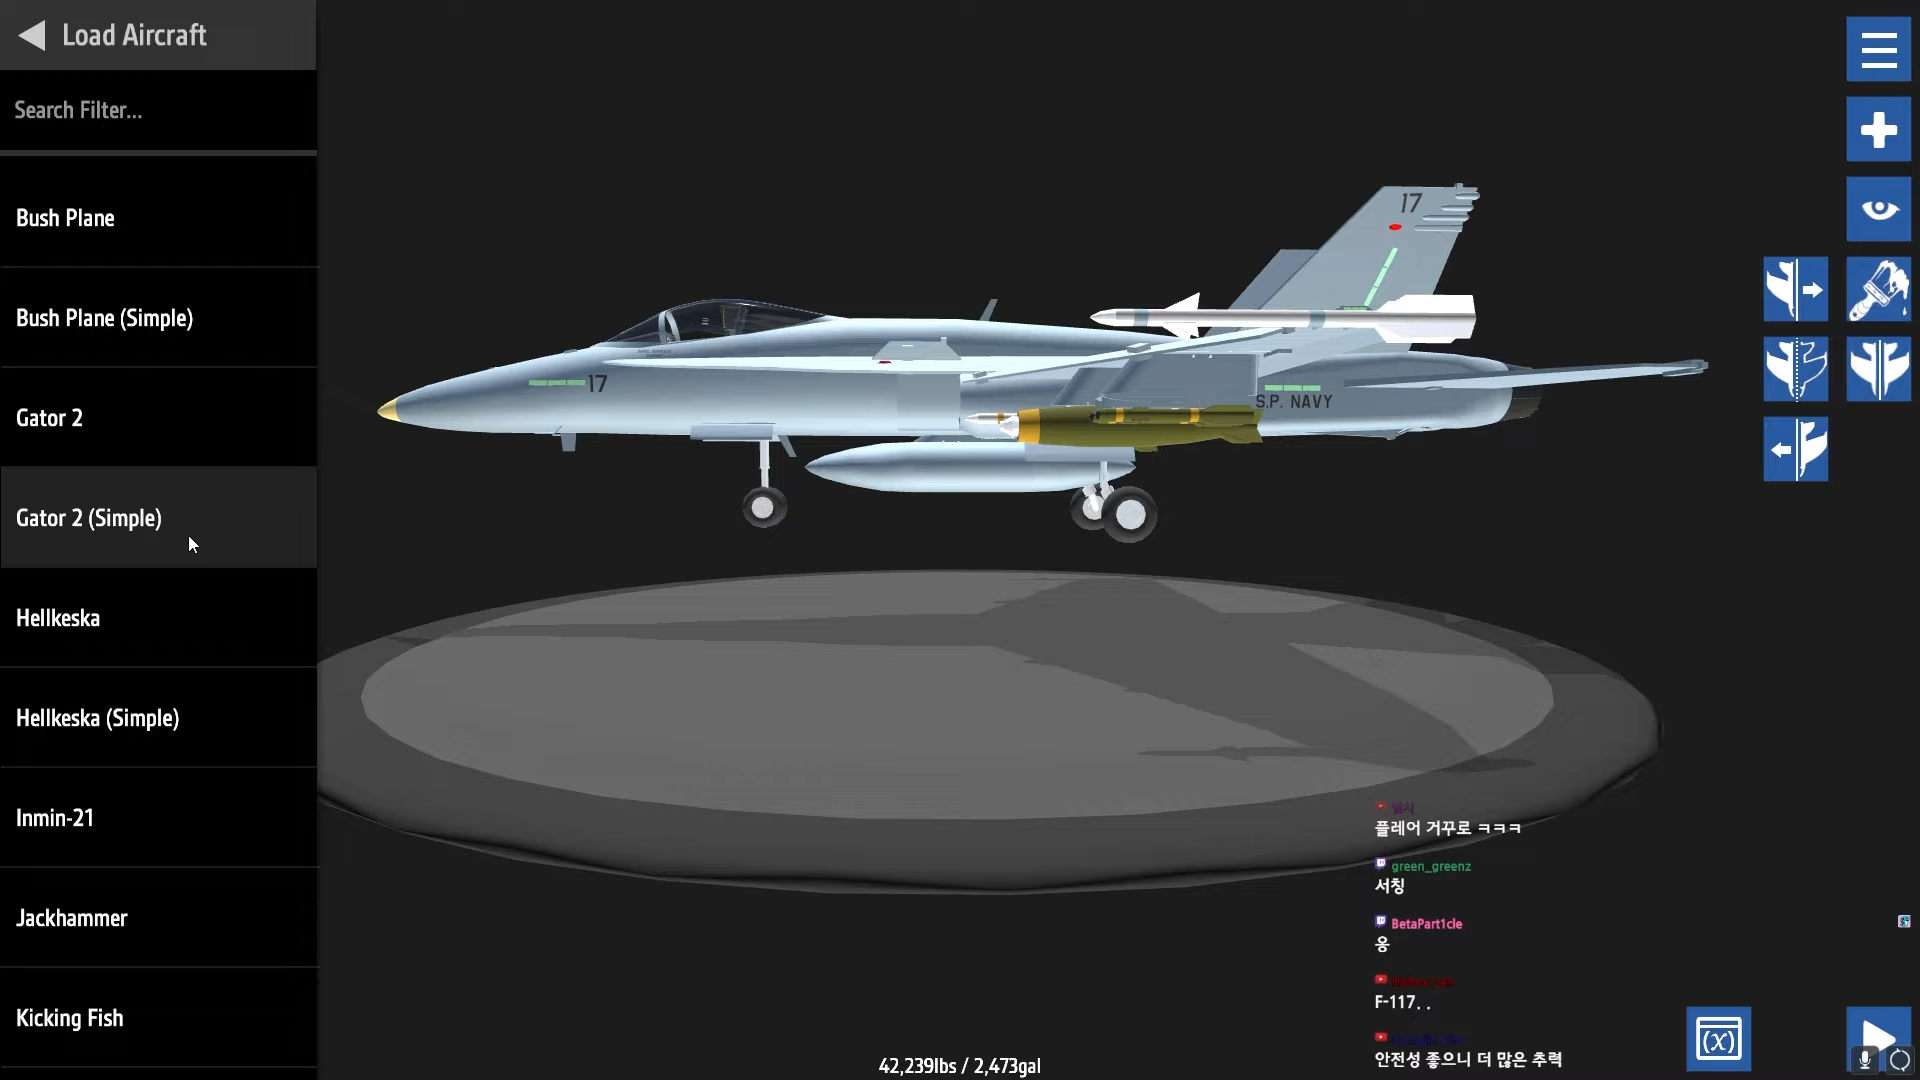 Load Aircraft
Search Filter...
Bush Plane
Bush Plane (Simple)
Gator 2
Gator 2 (Simple)
Hellkeska
Hellkeska (Simple)
Inmin-21
Jackhammer
Kicking Fish
17
17
S.P. NAVY
플레어 거꾸로 ㅋㅋㅋ
green_greenz
서칭
BetaPart1cle
웅
F-117. .
안전성 좋으니 더 많은 추력
(x)
42,239lbs / 2,473gal